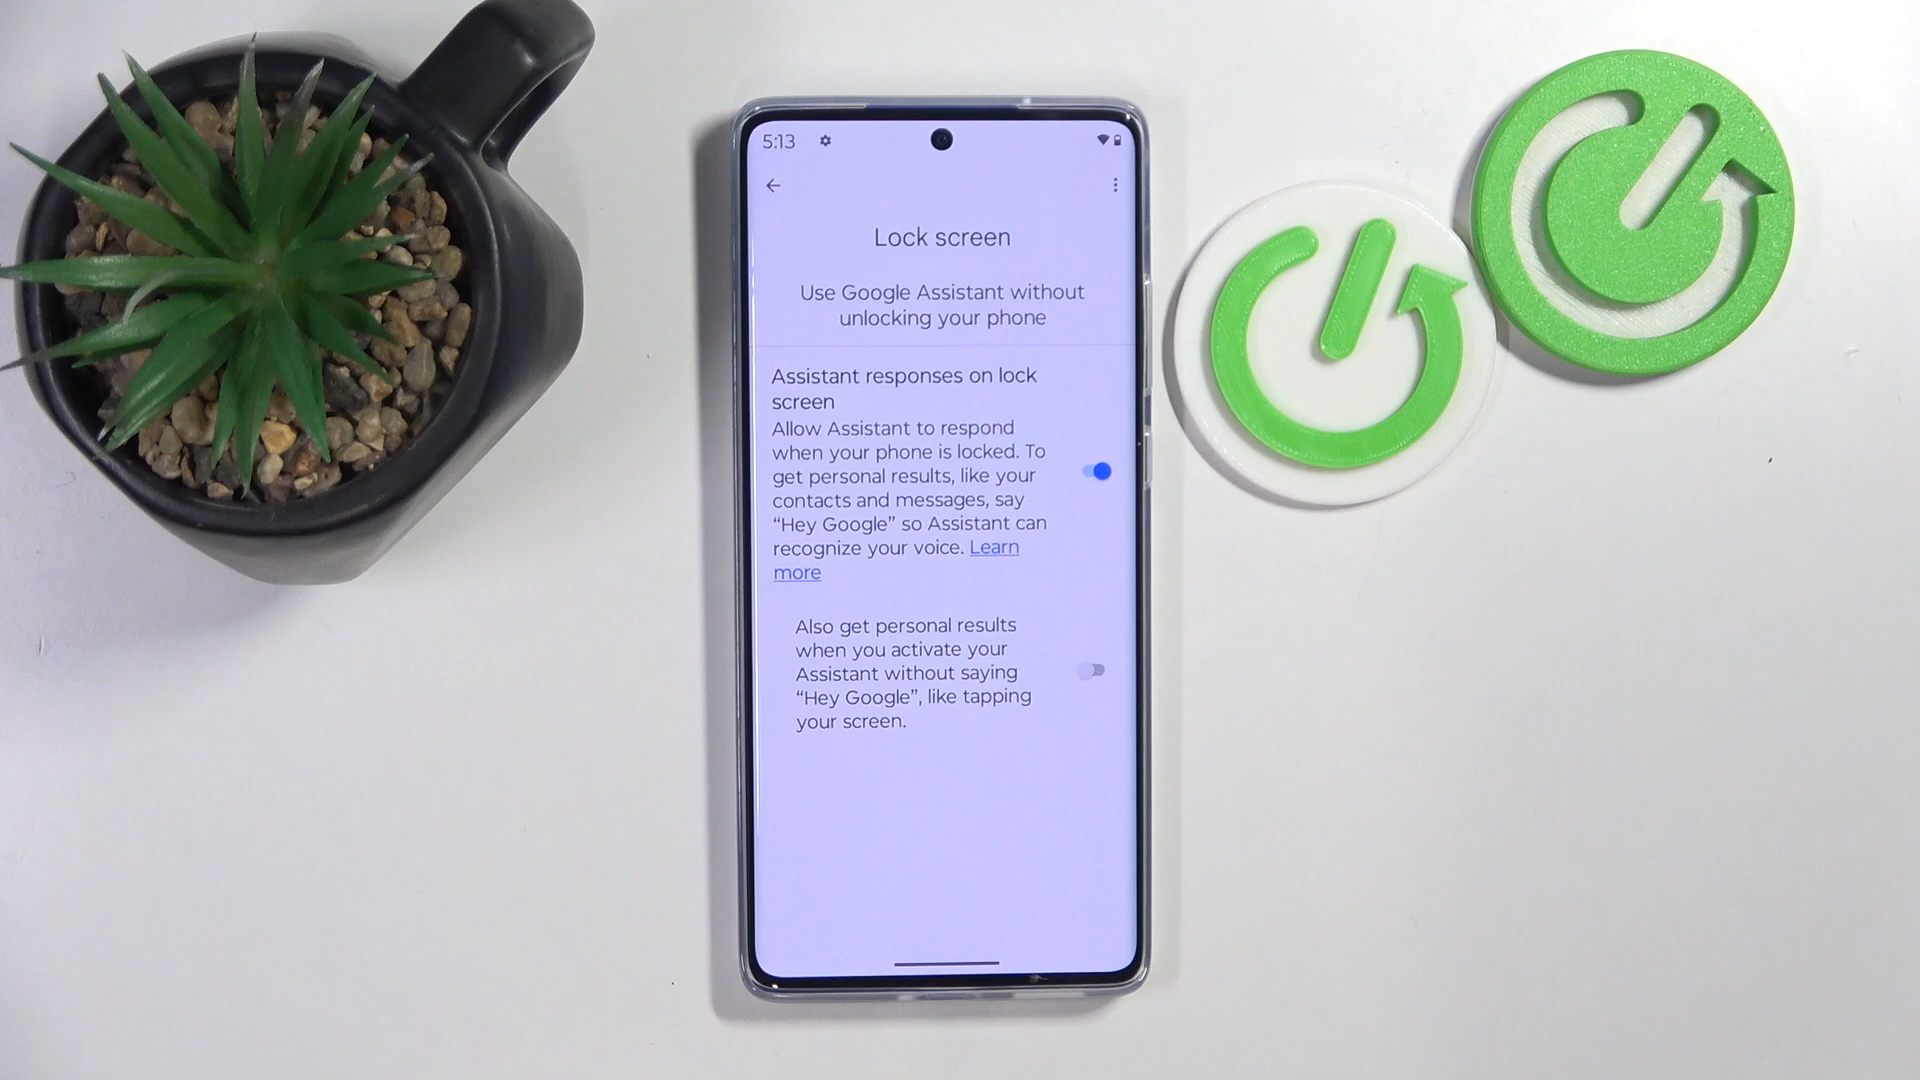 5:13
Lock screen
Use Google Assistant without
unlocking your phone
Assistant responses on lock
screen
Allow Assistant to respond
when your phone is locked. To
get personal results, like your
contacts and messages, say
“Hey Google” so Assistant can
recognize your voice. Learn
more
Also get personal results
when you activate your
Assistant without saying
“Hey Google”, like tapping
your screen.